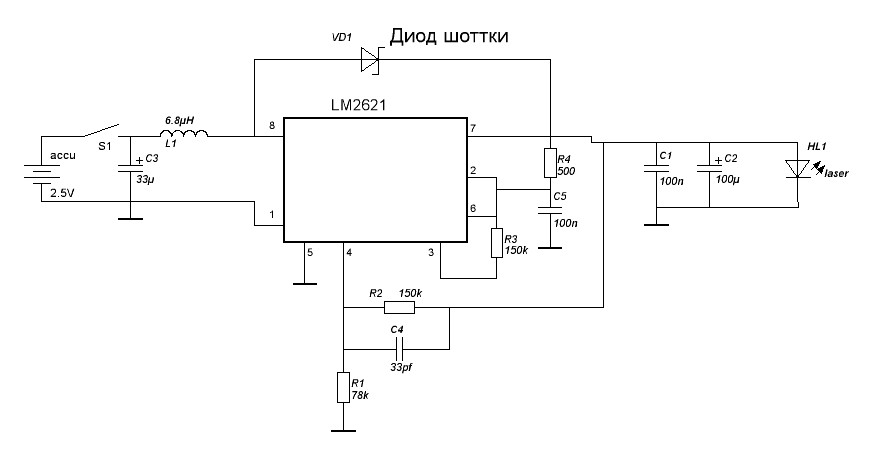 VD1 Диод шоттки
LM2621
6.8µH
L1
8
7
S1
accu
2.5V
+ C3
33µ
1
2
6
5
4
3
R4
500
C5
100n
R3
150k
C1
100n
+ C2
100µ
HL1
laser
R2 150k
C4
33pf
R1
78k